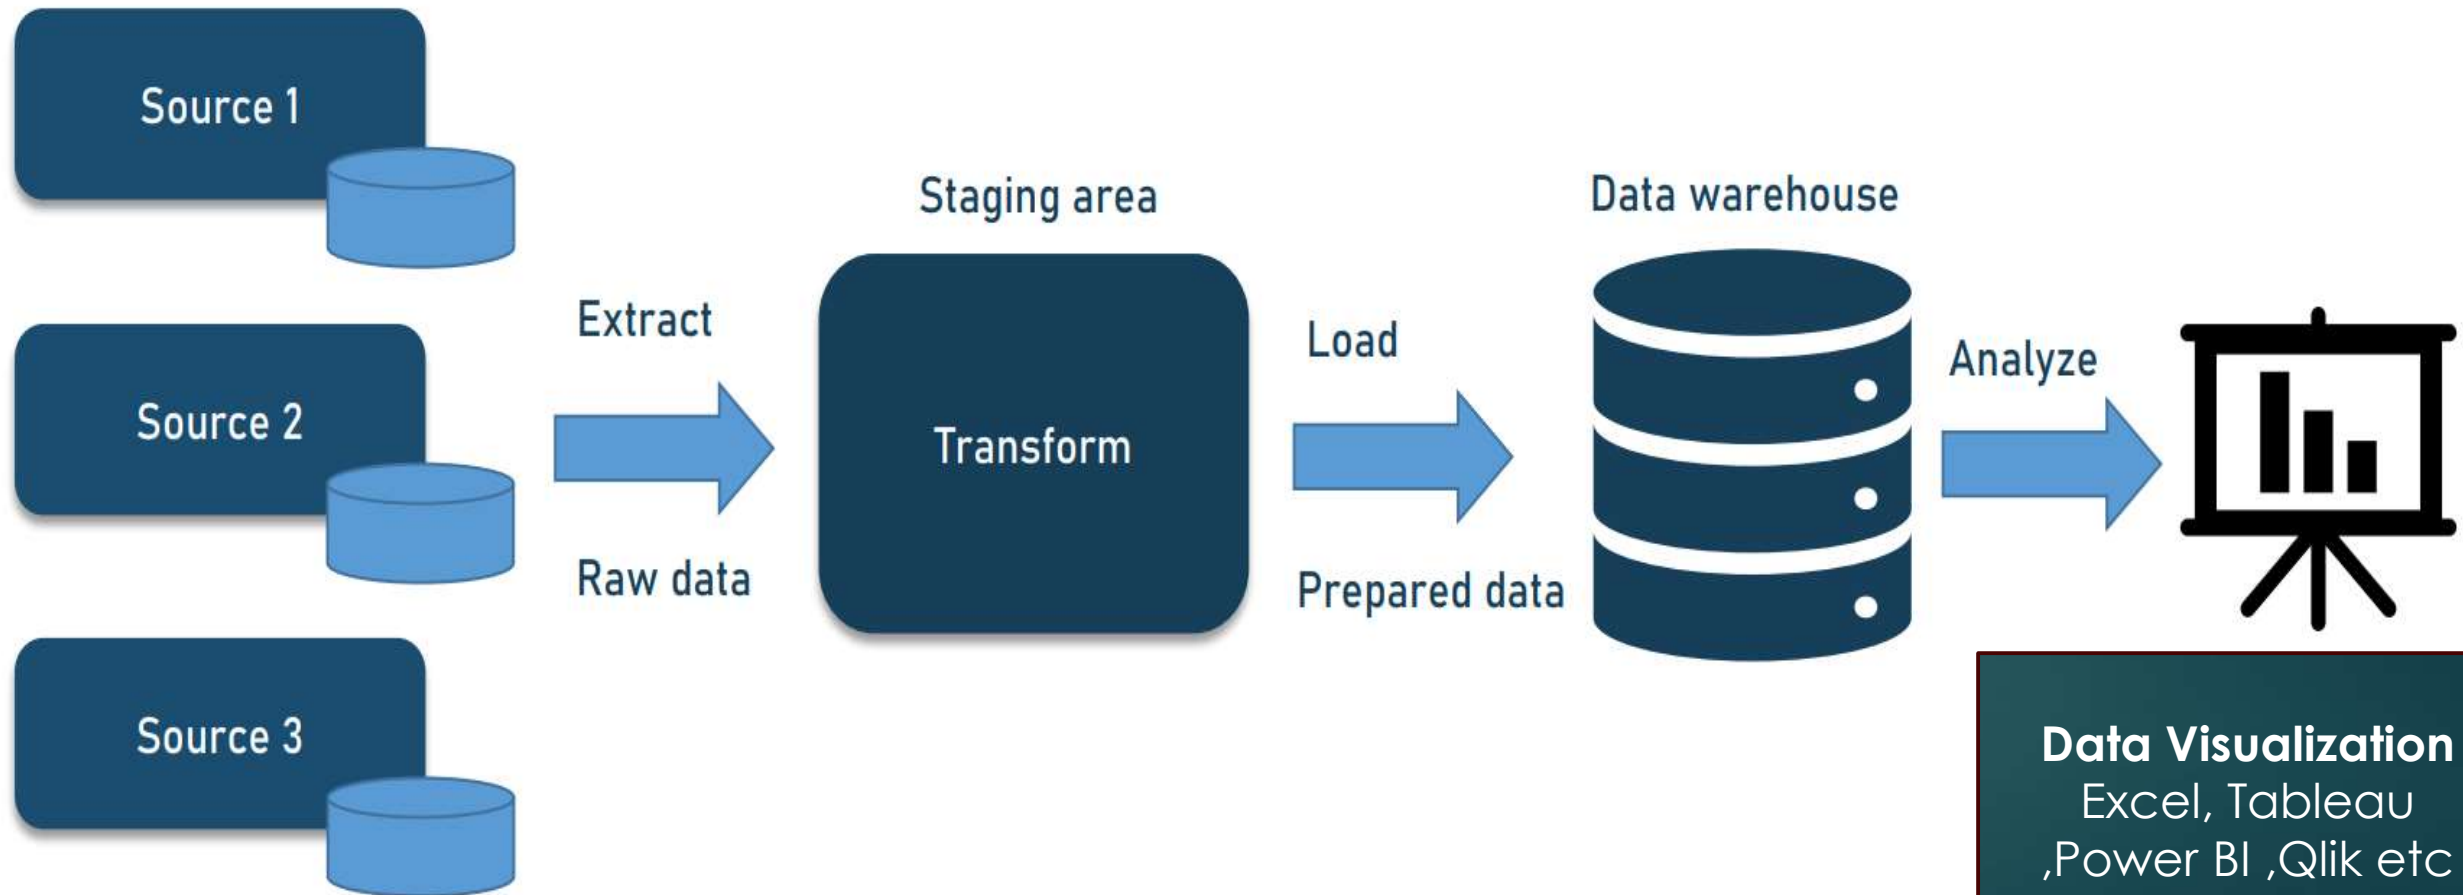 Source 1
Source 2
Source 3
Extract
Raw data
Staging area
Transform
Load
Prepared data
Data warehouse
Analyze
Data Visualization
Excel, Tableau
,Power BI ,Qlik etc